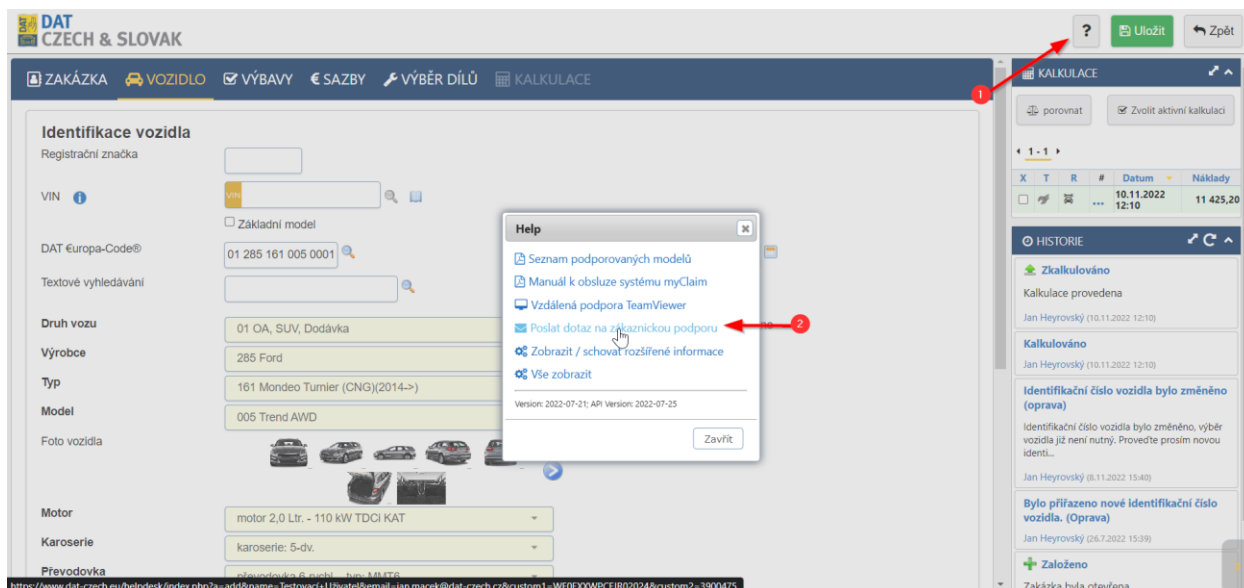 DAT
DAT
CZECH & SLOVAK
?
Uložit
Zpět
ZAKÁZKA
VOZIDLO
VÝBAVY
€ SAZBY
VÝBĚR DÍLŮ
KALKULACE
1
KALKULACE
porovnat
Zvolit aktivní kalkulaci
1 - 1
X T R # Datum Náklady
... 10.11.2022 12:10 11 425,20
Identifikace vozidla
Registrační značka
VIN
VIN
Základní model
DAT €uropa-Code®
01 285 161 005 0001
Textové vyhledávání
Druh vozu
01 OA, SUV, Dodávka
Výrobce
285 Ford
Typ
161 Mondeo Turnier (CNG)(2014->)
Model
005 Trend AWD
Foto vozidla
Motor
motor 2,0 Ltr. - 110 kW TDCi KAT
Karoserie
karoserie: 5-dv.
Převodovka
Help
Seznam podporovaných modelů
Manuál k obsluze systému myClaim
Vzdálená podpora TeamViewer
Poslat dotaz na zákaznickou podporu
2
Zobrazit / schovat rozšířené informace
Vše zobrazit
Version: 2022-07-21; API Version: 2022-07-25
Zavřít
HISTORIE
Zkalkulováno
Kalkulace provedena
Jan Heyrovský (10.11.2022 12:10)
Kalkulováno
Jan Heyrovský (10.11.2022 12:10)
Identifikační číslo vozidla bylo změněno
(oprava)
Identifikační číslo vozidla bylo změněno, výběr
vozidla již není nutný. Proveďte prosím novou
identi...
Jan Heyrovský (8.11.2022 15:40)
Bylo přiřazeno nové identifikační číslo
vozidla. (Oprava)
Jan Heyrovský (26.7.2022 15:39)
Založeno
Zakázka byla otevřena